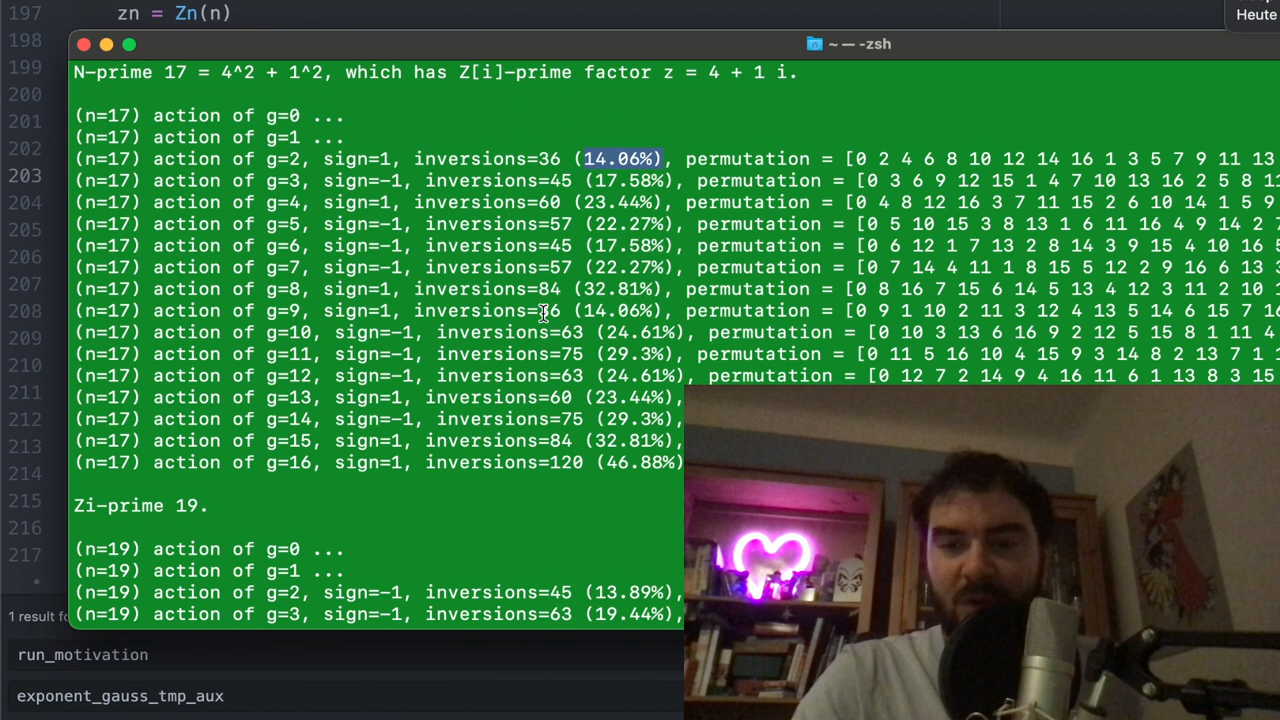 197 zn = Zn(n)
Heute
198
~ — -zsh
199 N-prime 17 = 4^2 + 1^2, which has Z[i]-prime factor z = 4 + 1 i.
200
(n=17) action of g=0 ...
201 (n=17) action of g=1 ...
202 (n=17) action of g=2, sign=1, inversions=36 (14.06%), permutation = [0 2 4 6 8 10 12 14 16 1 3 5 7 9 11 13
203 (n=17) action of g=3, sign=-1, inversions=45 (17.58%), permutation = [0 3 6 9 12 15 1 4 7 10 13 16 2 5 8 11
204 (n=17) action of g=4, sign=1, inversions=60 (23.44%), permutation = [0 4 8 12 16 3 7 11 15 2 6 10 14 1 5 9
205 (n=17) action of g=5, sign=-1, inversions=57 (22.27%), permutation = [0 5 10 15 3 8 13 1 6 11 16 4 9 14 2
206 (n=17) action of g=6, sign=-1, inversions=45 (17.58%), permutation = [0 6 12 1 7 13 2 8 14 3 9 15 4 10 16
(n=17) action of g=7, sign=-1, inversions=57 (22.27%), permutation = [0 7 14 4 11 1 8 15 5 12 2 9 16 6 13
207 (n=17) action of g=8, sign=1, inversions=84 (32.81%), permutation = [0 8 16 7 15 6 14 5 13 4 12 3 11 2 10
208 (n=17) action of g=9, sign=1, inversions=36 (14.06%), permutation = [0 9 1 10 2 11 3 12 4 13 5 14 6 15 7
209 (n=17) action of g=10, sign=-1, inversions=63 (24.61%), permutation = [0 10 3 13 6 16 9 2 12 5 15 8 1 11 4
210 (n=17) action of g=11, sign=-1, inversions=75 (29.3%), permutation = [0 11 5 16 10 4 15 9 3 14 8 2 13 7 1
(n=17) action of g=12, sign=-1, inversions=63 (24.61%), permutation = [0 12 7 2 14 9 4 16 11 6 1 13 8 3 15
211 (n=17) action of g=13, sign=1, inversions=60 (23.44%),
212 (n=17) action of g=14, sign=-1, inversions=75 (29.3%),
213 (n=17) action of g=15, sign=1, inversions=84 (32.81%),
214 (n=17) action of g=16, sign=1, inversions=120 (46.88%)
215 Zi-prime 19.
216
217 (n=19) action of g=0 ...
(n=19) action of g=1 ...
(n=19) action of g=2, sign=-1, inversions=45 (13.89%),
1 result fo (n=19) action of g=3, sign=-1, inversions=63 (19.44%),
run_motivation
exponent_gauss_tmp_aux